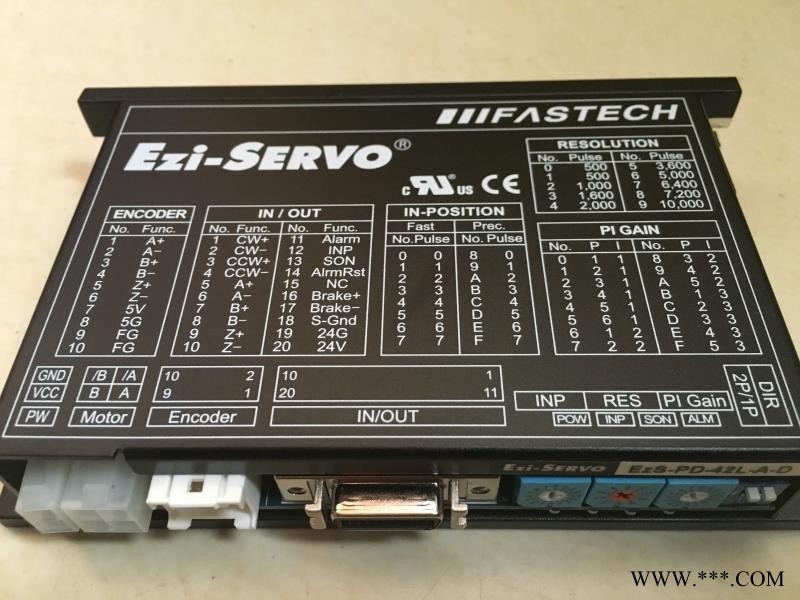 FASTECH
Ezi-SERVO®
c RU US CE
RESOLUTION
No. Pulse No. Pulse
0 500 5 3,600
1 500 6 5,000
2 1,000 7 6,400
3 1,600 8 7,200
4 2,000 9 10,000
ENCODER
No. Func.
1 A+
2 A-
3 B+
4 B-
5 Z+
6 Z-
7 5V
8 5G
9 FG
10 FG
IN / OUT
No. Func. No. Func.
1 CW+ 11 Alarm
2 CW- 12 INP
3 CCW+ 13 SON
4 CCW- 14 AlrmRst
5 A+ 15 NC
6 A- 16 Brake+
7 B+ 17 Brake-
8 B- 18 S-Gnd
9 Z+ 19 24G
10 Z- 20 24V
IN-POSITION
Fast Prec.
No. Pulse No. Pulse
0 0 8 0
1 1 9 1
2 2 A 2
3 3 B 3
4 4 C 4
5 5 D 5
6 6 E 6
7 7 F 7
PI GAIN
No. P I No. P I
0 1 1 8 3 2
1 2 1 9 4 2
2 3 1 A 5 2
3 4 1 B 1 3
4 5 1 C 2 3
5 6 1 D 3 3
6 1 2 E 4 3
7 2 2 F 5 3
GND /B /A 10 2 10 1
VCC B A 9 1 20 11
PW Motor Encoder IN/OUT
INP RES PI Gain
POW INP SON ALM
DIR
2P/1P
Ezi-SERVO EzS-PD-42L-A-D
WWW.***.COM